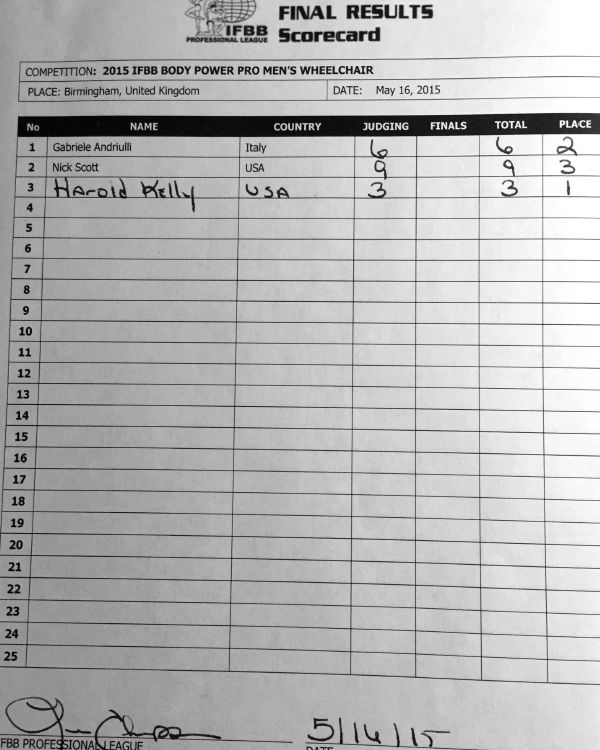 FINAL RESULTS
IFBB
PROFESSIONAL LEAGUE
Scorecard
COMPETITION: 2015 IFBB BODY POWER PRO MEN'S WHEELCHAIR
PLACE: Birmingham, United Kingdom DATE: May 16, 2015
No NAME COUNTRY JUDGING FINALS TOTAL PLACE
1 Gabriele Andriulli Italy 6 6 2
2 Nick Scott USA 9 9 3
3 Harold Kelly USA 3 3 1
4
5
6
7
8
9
10
11
12
13
14
15
16
17
18
19
20
21
22
23
24
25
5/16/15
IFBB PROFESSIONAL LEAGUE DATE